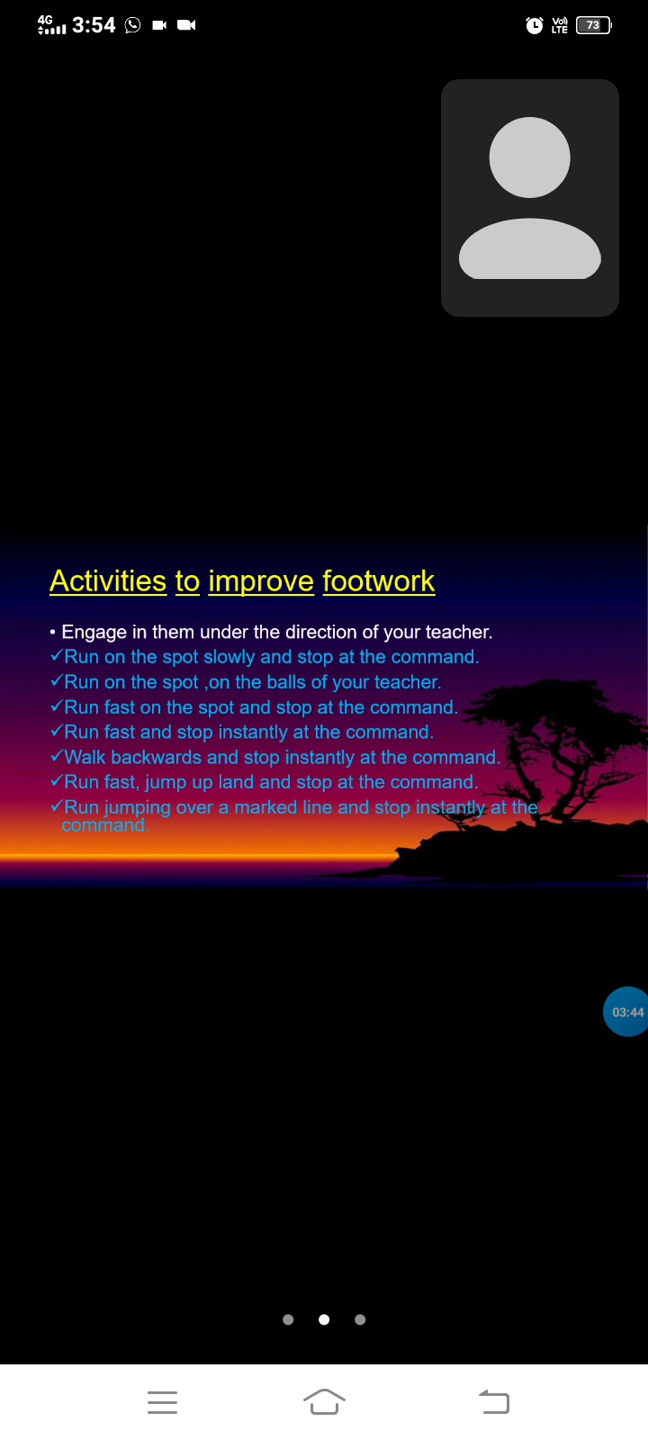 4G 3:54 Vo) LTE 73
Activities to improve footwork
• Engage in them under the direction of your teacher.
✓Run on the spot slowly and stop at the command.
✓Run on the spot ,on the balls of your teacher.
✓Run fast on the spot and stop at the command.
✓Run fast and stop instantly at the command.
✓Walk backwards and stop instantly at the command.
✓Run fast, jump up land and stop at the command.
✓Run jumping over a marked line and stop instantly at the
command.
03:44